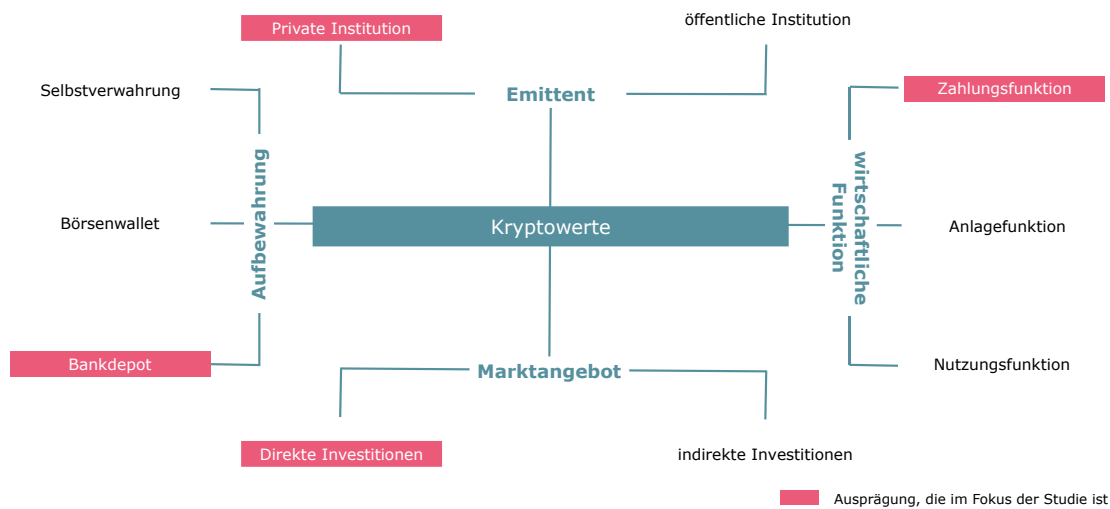 Private Institution
öffentliche Institution
Selbstverwahrung
Emittent
Zahlungsfunktion
Aufbewahrung
wirtschaftliche
Funktion
Börsenwallet
Kryptowerte
Anlagefunktion
Bankdepot
Marktangebot
Nutzungsfunktion
Direkte Investitionen
indirekte Investitionen
Ausprägung, die im Fokus der Studie ist